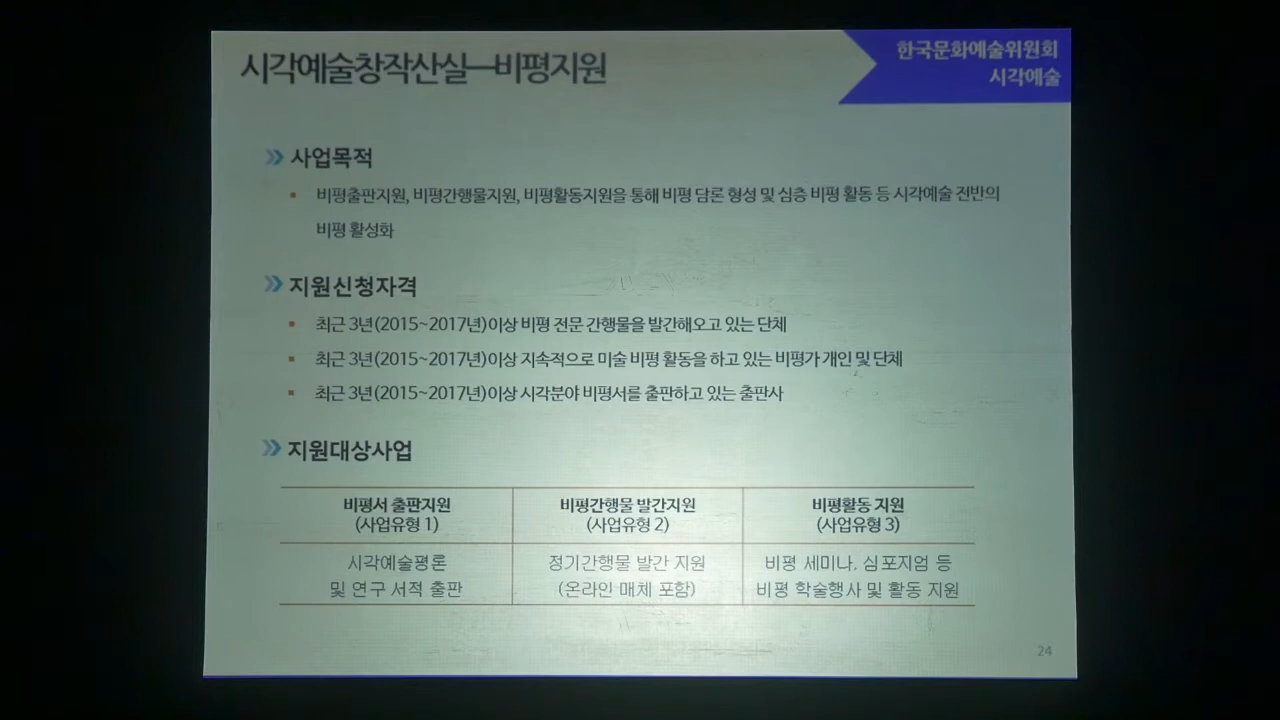 시각예술창작산실—비평지원
한국문화예술위원회
시각예술
사업목적
비평출판지원, 비평간행물지원, 비평활동지원을 통해 비평 담론 형성 및 심층 비평 활동 등 시각예술 전반의
비평 활성화
지원신청자격
최근 3년(2015~2017년)이상 비평 전문 간행물을 발간해오고 있는 단체
최근 3년(2015~2017년)이상 지속적으로 미술 비평 활동을 하고 있는 비평가 개인 및 단체
최근 3년(2015~2017년)이상 시각분야 비평서를 출판하고 있는 출판사
지원대상사업
비평서 출판지원
(사업유형 1)
비평간행물 발간지원
(사업유형 2)
비평활동 지원
(사업유형 3)
시각예술평론
및 연구 서적 출판
정기간행물 발간 지원
(온라인 매체 포함)
비평 세미나, 심포지엄 등
비평 학술행사 및 활동 지원
24